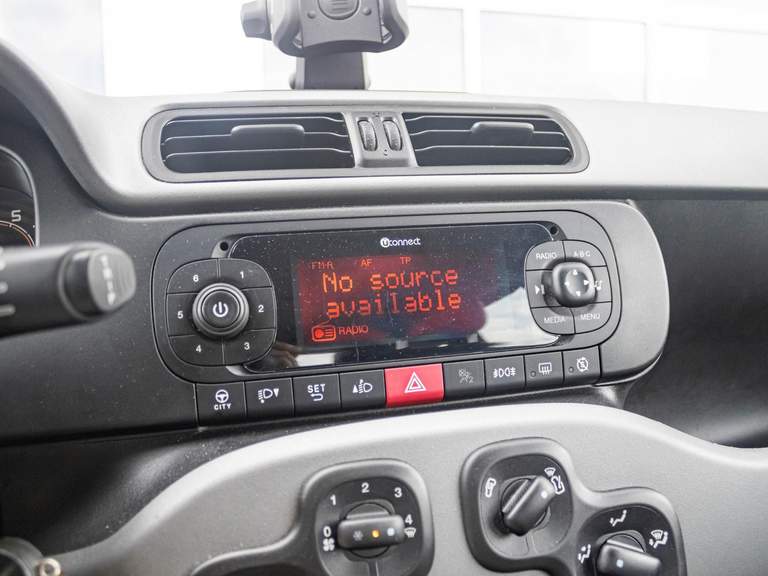 uconnect
FM-A AF TP
No source
available
RADIO
6 1
5 2
4 3
RADIO A·B·C
MEDIA MENU
CITY
SET
5
0 1 2 3 4